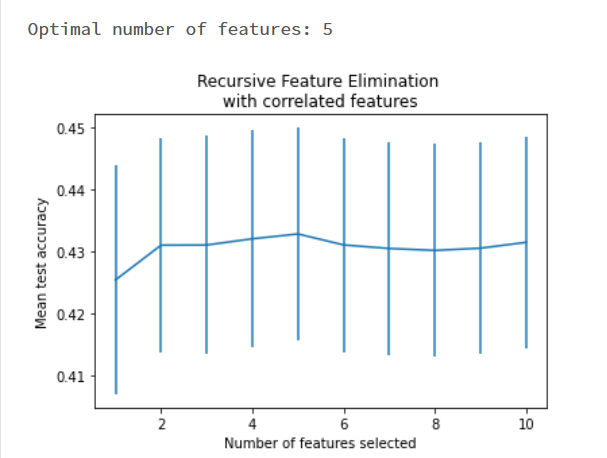 Optimal number of features: 5
Recursive Feature Elimination
with correlated features
0.45
0.44
0.43
0.42
0.41
Mean test accuracy
2 4 6 8 10
Number of features selected